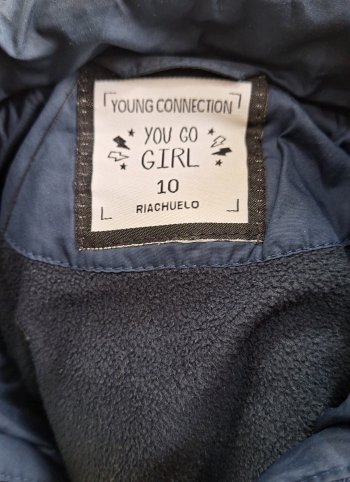 YOUNG CONNECTION
YOU GO
GIRL
10
RIACHUELO